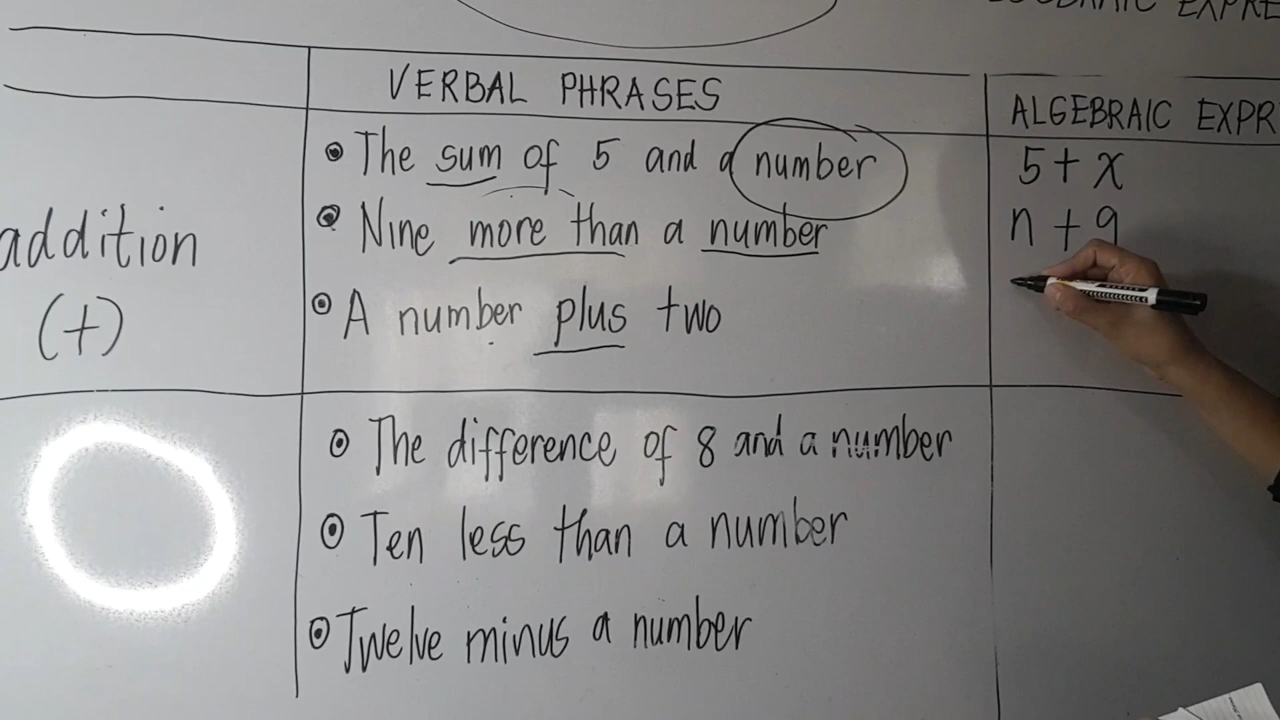 VERBAL PHRASES
ALGEBRAIC EXPR
The sum of 5 and a number
5 + x
Nine more than a number
n + 9
addition
(+)
A number plus two
The difference of 8 and a number
Ten less than a number
Twelve minus a number